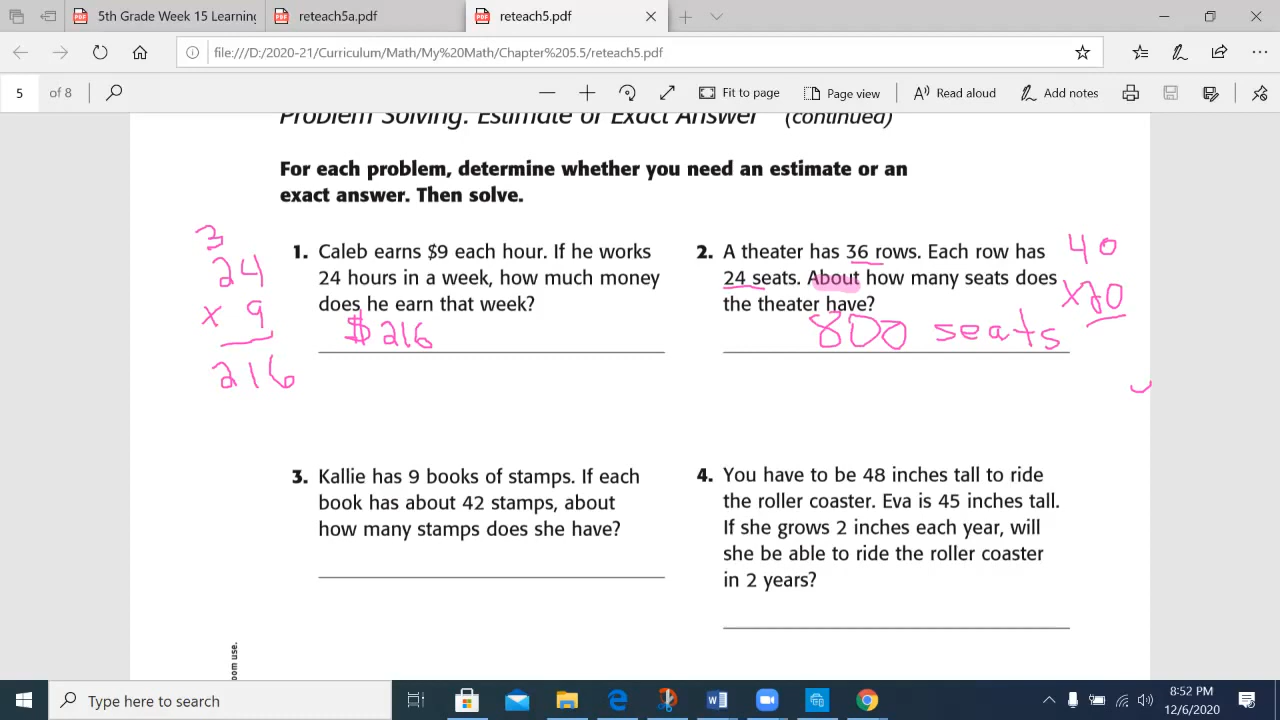 5th Grade Week 15 Learning
reteach5.pdf
reteach5.pdf
file:///D:/2020-21/Curriculum/Math/My%20Math/Chapter%205.5/reteach5.pdf
5 of 8
Fit to page
Page view
Read aloud
Add notes
Problem Solving: Estimate or Exact Answer (continued)
For each problem, determine whether you need an estimate or an
exact answer. Then solve.
1. Caleb earns $9 each hour. If he works
24 hours in a week, how much money
does he earn that week?
$216
3
24
x 9
216
2. A theater has 36 rows. Each row has
24 seats. About how many seats does
the theater have?
800 seats
40
x20
3. Kallie has 9 books of stamps. If each
book has about 42 stamps, about
how many stamps does she have?
4. You have to be 48 inches tall to ride
the roller coaster. Eva is 45 inches tall.
If she grows 2 inches each year, will
she be able to ride the roller coaster
in 2 years?
oom use.
Type here to search
8:52 PM
12/6/2020